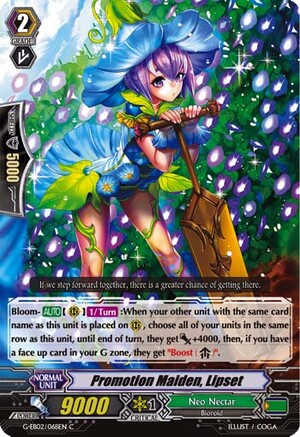 2
GRADE
SHIELD
5000
If we step forward together, there is a greater chance of getting there.
Bloom- AUTO [ ] 1/Turn :When your other unit with the same card
name as this unit is placed on , choose all of your units in the same
row as this unit, until end of turn, they get +4000, then, if you have
a face up card in your G zone, they get "Boost ( )".
NORMAL
UNIT
Promotion Maiden, Lipset
POWER
9000
1
CRITICAL
Neo Nectar
Bioroid
G-EB02/068EN C
ILLUST / COGA